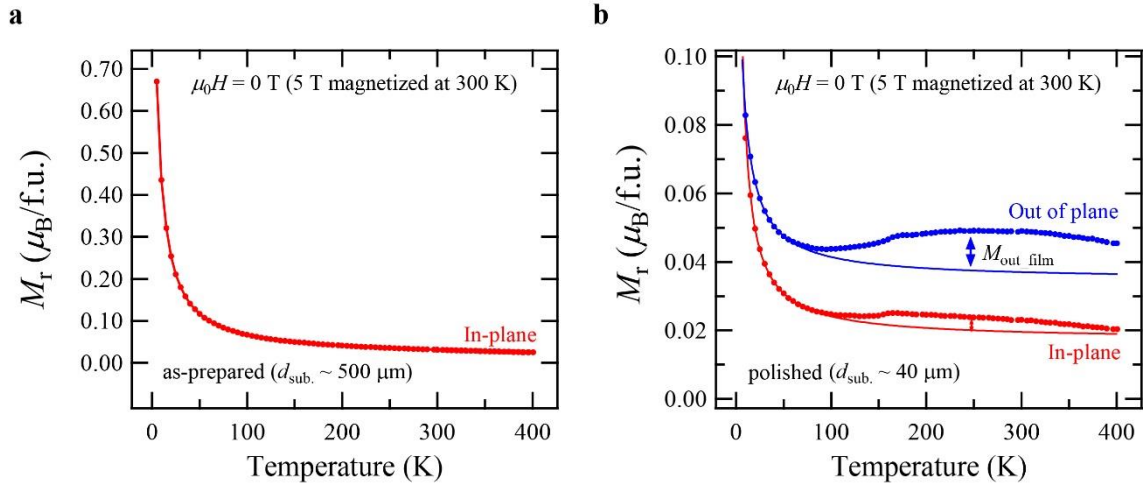 a
0.70
0.60
0.50
0.40
0.30
0.20
0.10
0.00
Mr (μB/f.u.)
μ0H = 0 T (5 T magnetized at 300 K)
In-plane
as-prepared (dsub. ~ 500 μm)
0
100
200
300
400
Temperature (K)
b
0.10
0.08
0.06
0.04
0.02
0.00
Mr (μB/f.u.)
μ0H = 0 T (5 T magnetized at 300 K)
Out of plane
Mout_film
In-plane
polished (dsub. ~ 40 μm)
0
100
200
300
400
Temperature (K)